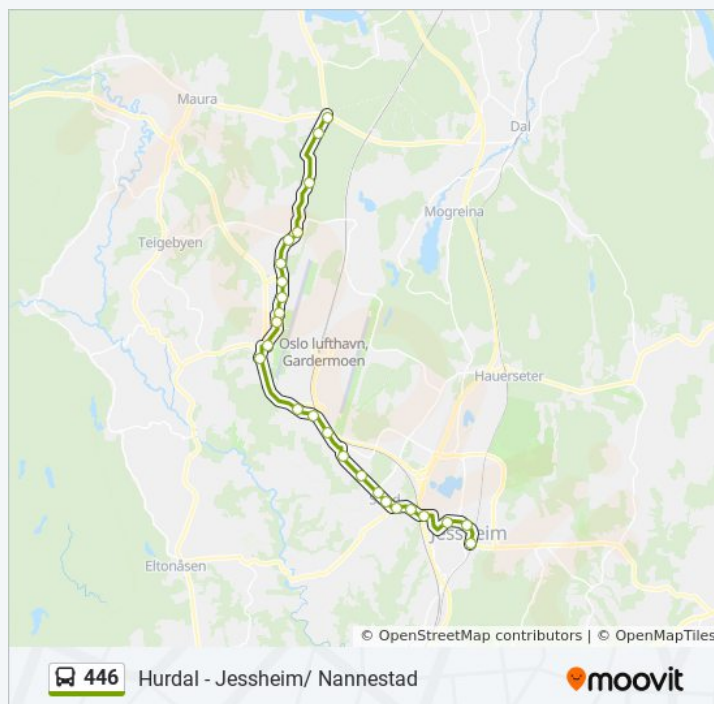 Maura
Dal
Mogreina
Teigebyen
Oslo lufthavn,
Gardermoen
Hauerseter
Jessheim
Eltonåsen
© OpenStreetMap contributors | © OpenMapTiles
446 Hurdal - Jessheim/ Nannestad
moovit